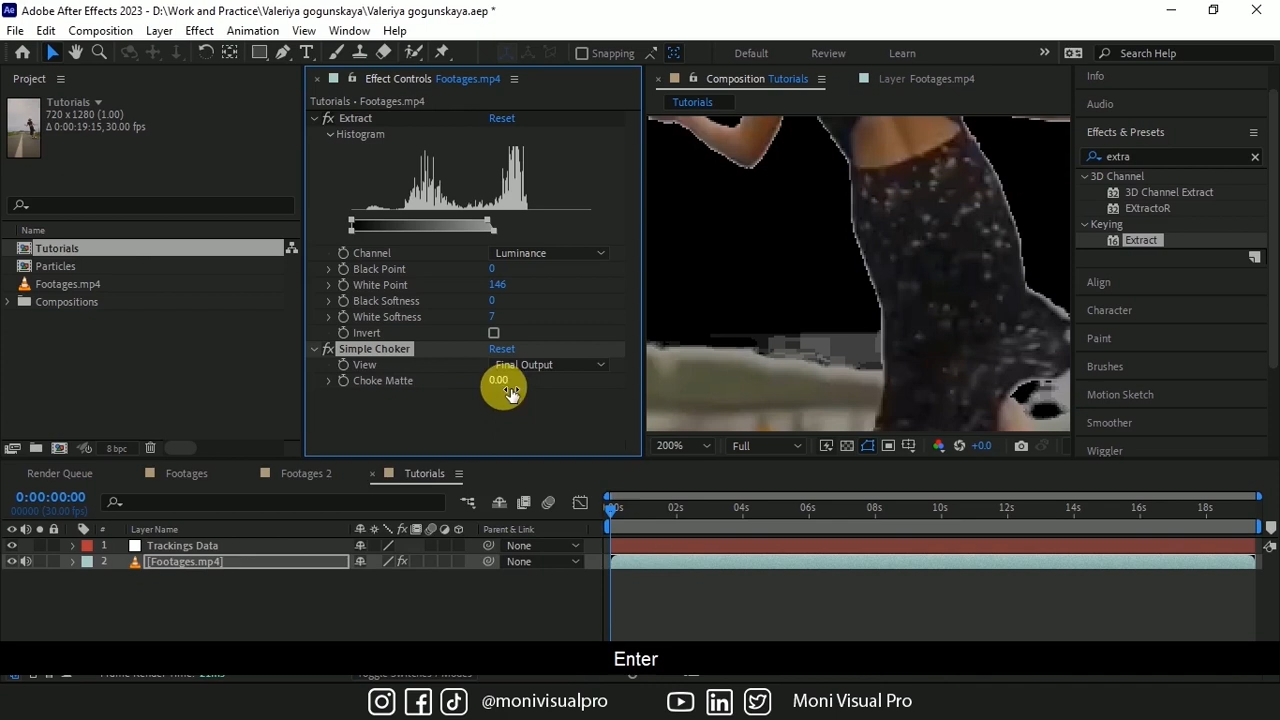 Adobe After Effects 2023 - D:\Work and Practice\Valeriya gogunskaya\Valeriya gogunskaya.aep *
File Edit Composition Layer Effect Animation View Window Help
Snapping Default Review Learn Search Help
Project
Tutorials
720 x 1280 (1.00)
Δ 0:00:19:15, 30.00 fps
Name
Tutorials
Particles
Footages.mp4
Compositions
8 bpc
Effect Controls Footages.mp4
Tutorials • Footages.mp4
fx Extract Reset
Histogram
Channel Luminance
Black Point 0
White Point 146
Black Softness 0
White Softness 7
Invert
fx Simple Choker Reset
View Final Output
Choke Matte 0.00
Composition Tutorials
Layer Footages.mp4
Tutorials
200% Full +0.0
Info
Audio
Effects & Presets
extra
3D Channel
3D Channel Extract
EXtractoR
Keying
Extract
Align
Character
Paint
Brushes
Motion Sketch
Smoother
Wiggler
Render Queue Footages Footages 2 Tutorials
0:00:00:00
00000 (30.00 fps)
02s 04s 06s 08s 10s 12s 14s 16s 18s
# Layer Name Parent & Link
1 Trackings Data None
2 [Footages.mp4] None
Enter
@monivisualpro Moni Visual Pro